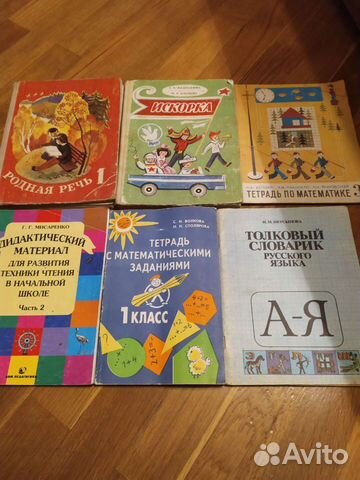 РОДНАЯ РЕЧЬ 1
ИСКОРКА
ТЕТРАДЬ ПО МАТЕМАТИКЕ
Г. Г. МИСАРЕНКО
ДИДАКТИЧЕСКИЙ
МАТЕРИАЛ
ДЛЯ РАЗВИТИЯ
ТЕХНИКИ ЧТЕНИЯ
В НАЧАЛЬНОЙ
ШКОЛЕ
Часть 2
С. И. ВОЛКОВА
Н. Н. СТОЛЯРОВА
ТЕТРАДЬ
С МАТЕМАТИЧЕСКИМИ
ЗАДАНИЯМИ
1 КЛАСС
ТОЛКОВЫЙ
СЛОВАРИК
РУССКОГО
ЯЗЫКА
А-Я
Avito